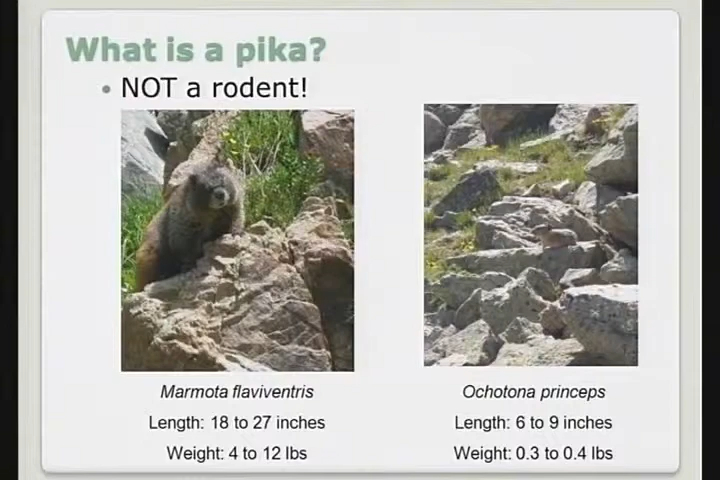 What is a pika?
• NOT a rodent!
Marmota flaviventris
Length: 18 to 27 inches
Weight: 4 to 12 lbs
Ochotona princeps
Length: 6 to 9 inches
Weight: 0.3 to 0.4 lbs